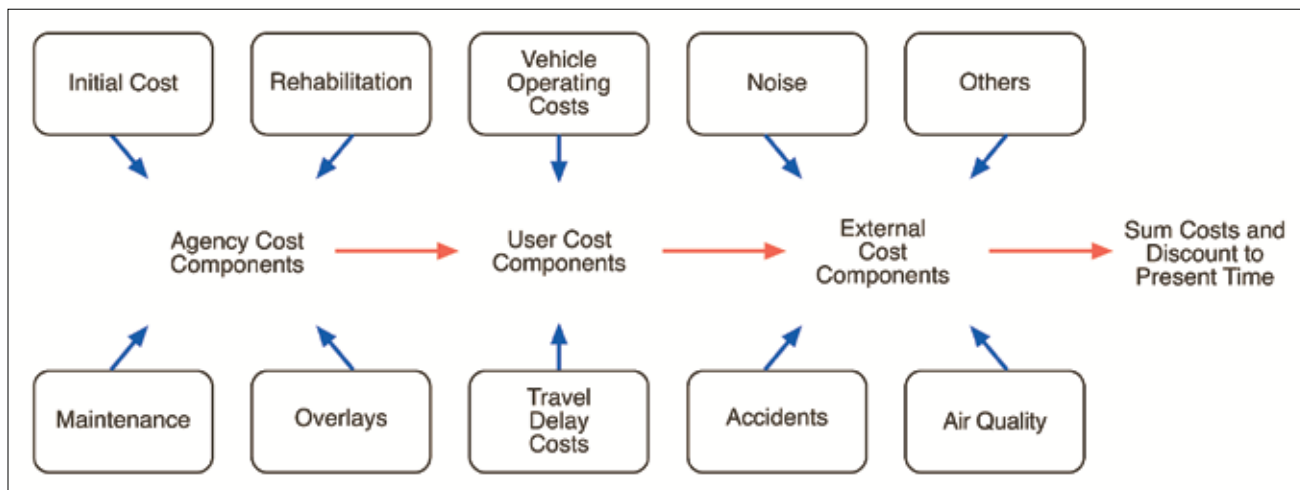 Initial Cost
Rehabilitation
Vehicle
Operating
Costs
Noise
Others
Agency Cost
Components
User Cost
Components
External
Cost
Components
Sum Costs and
Discount to
Present Time
Maintenance
Overlays
Travel
Delay
Costs
Accidents
Air Quality